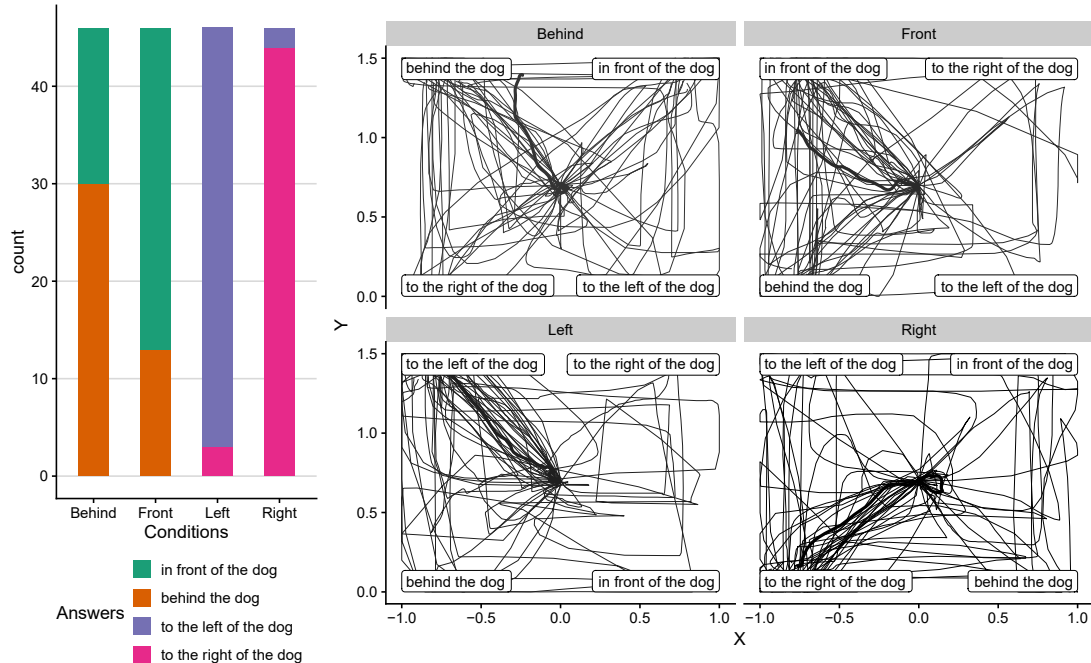 count
40
30
20
10
0
Behind
Front
Left
Right
Conditions
Answers
in front of the dog
behind the dog
to the left of the dog
to the right of the dog
Y
X
Behind
1.5
1.0
0.5
0.0
behind the dog
in front of the dog
to the right of the dog
to the left of the dog
Front
in front of the dog
to the right of the dog
behind the dog
to the left of the dog
Left
1.5
1.0
0.5
0.0
to the left of the dog
to the right of the dog
behind the dog
in front of the dog
−1.0
−0.5
0.0
0.5
1.0
Right
to the left of the dog
in front of the dog
to the right of the dog
behind the dog
−1.0
−0.5
0.0
0.5
1.0